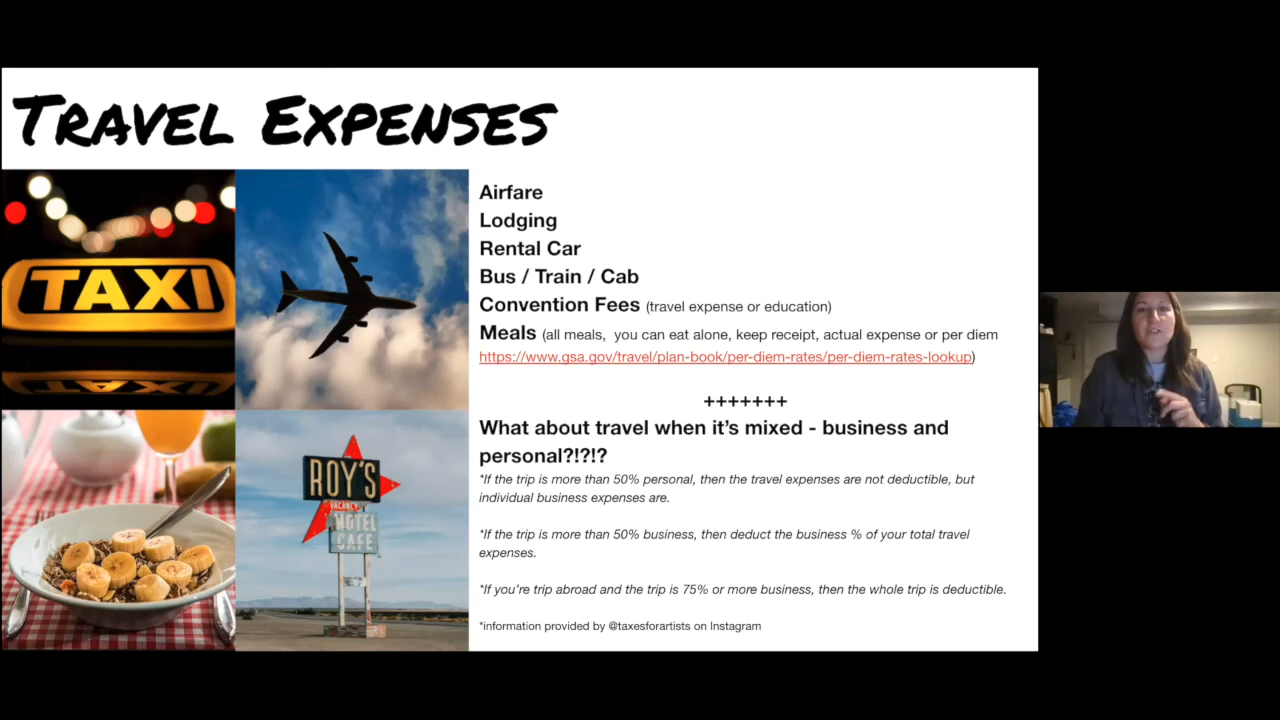 TRAVEL EXPENSES
TAXI
ROY'S
VACANCY
MOTEL
CAFE
Airfare
Lodging
Rental Car
Bus / Train / Cab
Convention Fees (travel expense or education)
Meals (all meals,  you can eat alone, keep receipt, actual expense or per diem
https://www.gsa.gov/travel/plan-book/per-diem-rates/per-diem-rates-lookup)
+++++++
What about travel when it's mixed - business and
personal?!?!?
*If the trip is more than 50% personal, then the travel expenses are not deductible, but
individual business expenses are.
*If the trip is more than 50% business, then deduct the business % of your total travel
expenses.
*If you're trip abroad and the trip is 75% or more business, then the whole trip is deductible.
*information provided by @taxesforartists on Instagram